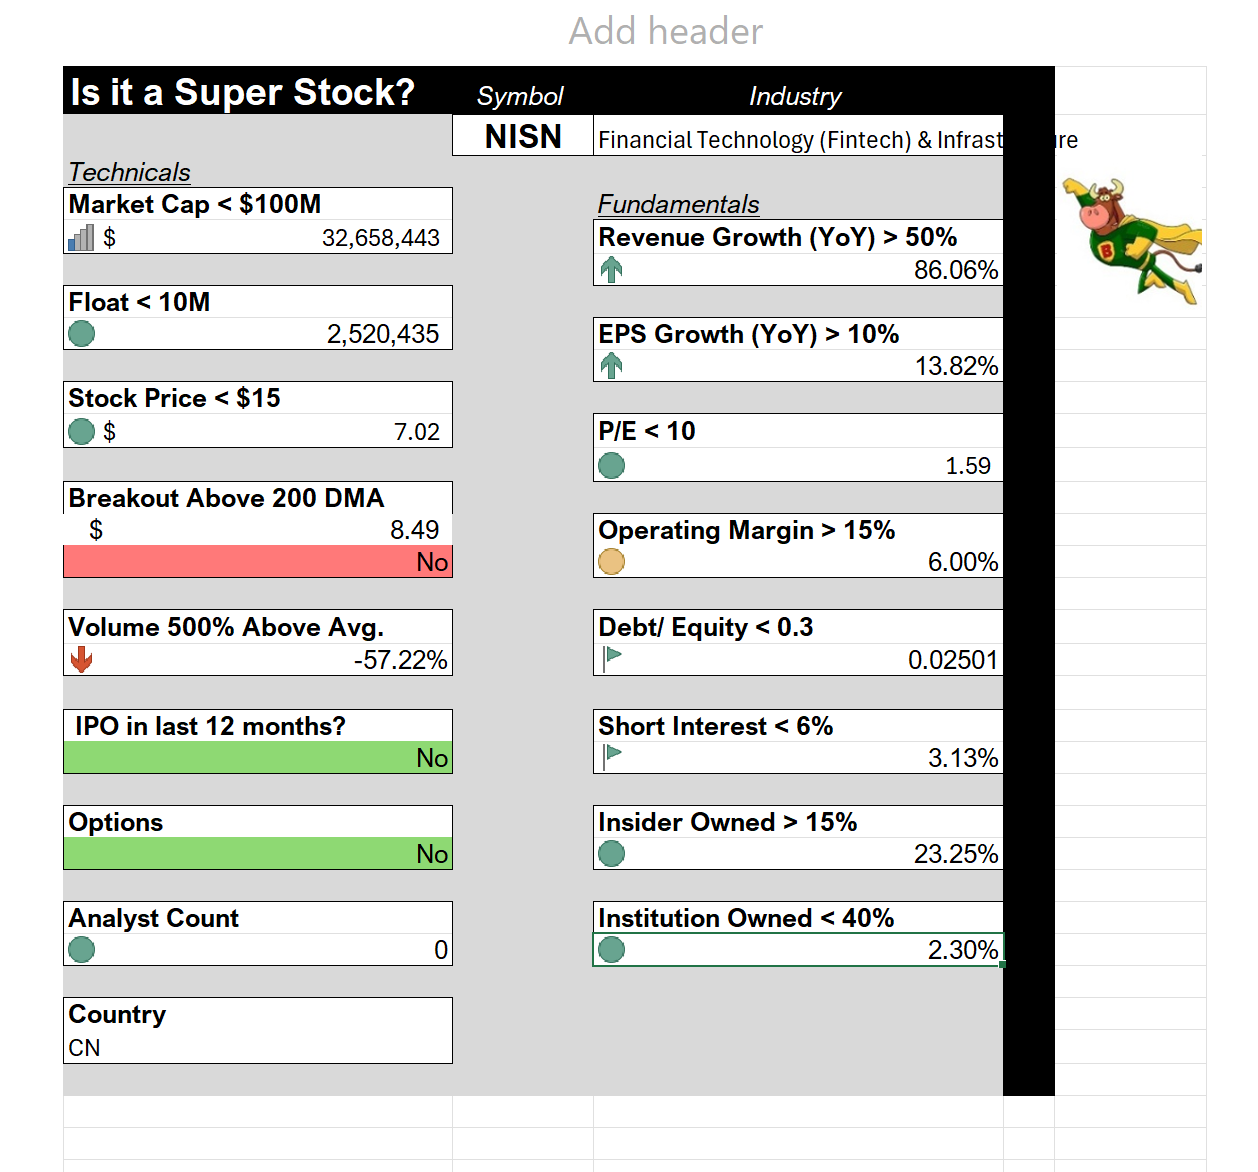 Add header
Is it a Super Stock? Symbol Industry
NISN Financial Technology (Fintech) & Infrast re
Technicals
Market Cap < $100M
$ 32,658,443
Float < 10M
2,520,435
Stock Price < $15
$ 7.02
Breakout Above 200 DMA
$ 8.49
No
Volume 500% Above Avg.
-57.22%
IPO in last 12 months?
No
Options
No
Analyst Count
0
Country
CN
Fundamentals
Revenue Growth (YoY) > 50%
86.06%
EPS Growth (YoY) > 10%
13.82%
P/E < 10
1.59
Operating Margin > 15%
6.00%
Debt/ Equity < 0.3
0.02501
Short Interest < 6%
3.13%
Insider Owned > 15%
23.25%
Institution Owned < 40%
2.30%
B